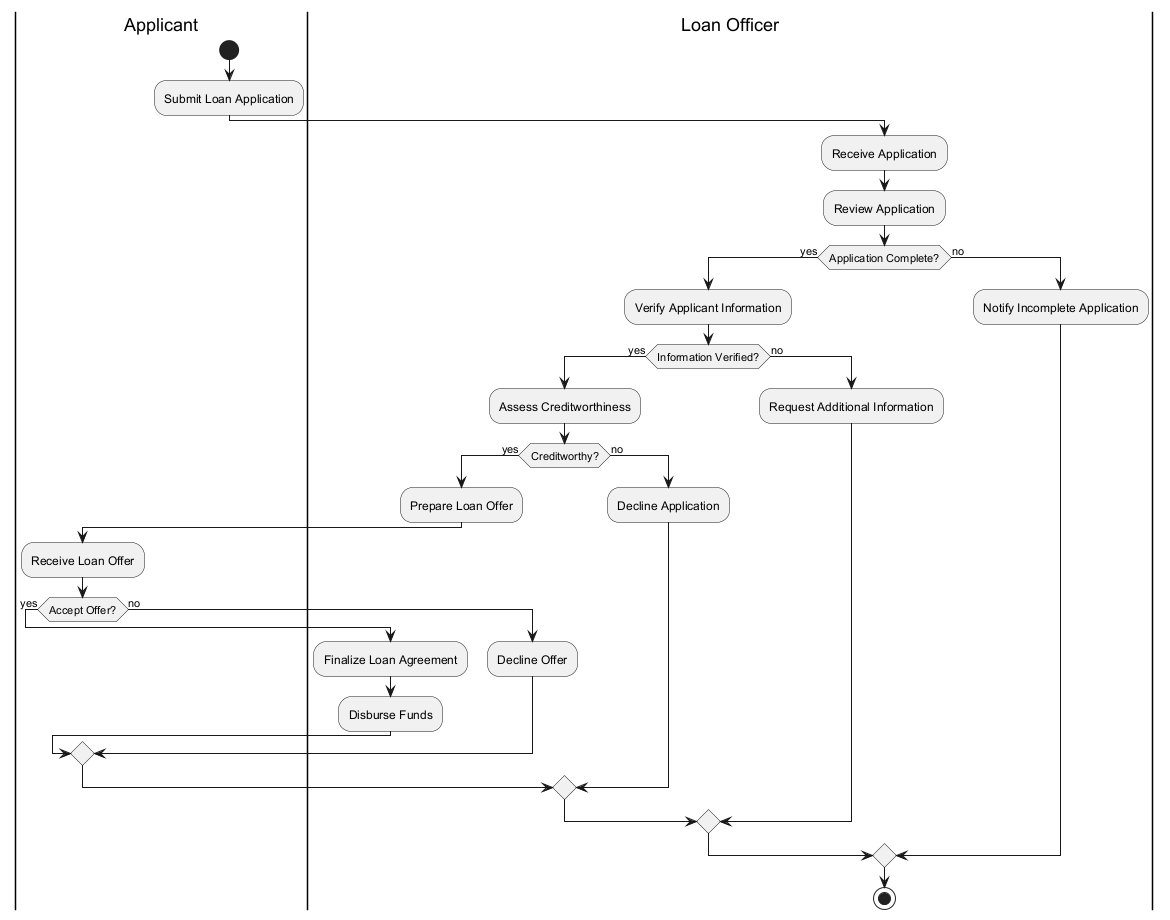 Applicant
Loan Officer
Submit Loan Application
Receive Application
Review Application
yes
Application Complete?
no
Verify Applicant Information
Notify Incomplete Application
yes
Information Verified?
no
Assess Creditworthiness
Request Additional Information
yes
Creditworthy?
no
Prepare Loan Offer
Decline Application
Receive Loan Offer
yes
Accept Offer?
no
Finalize Loan Agreement
Decline Offer
Disburse Funds